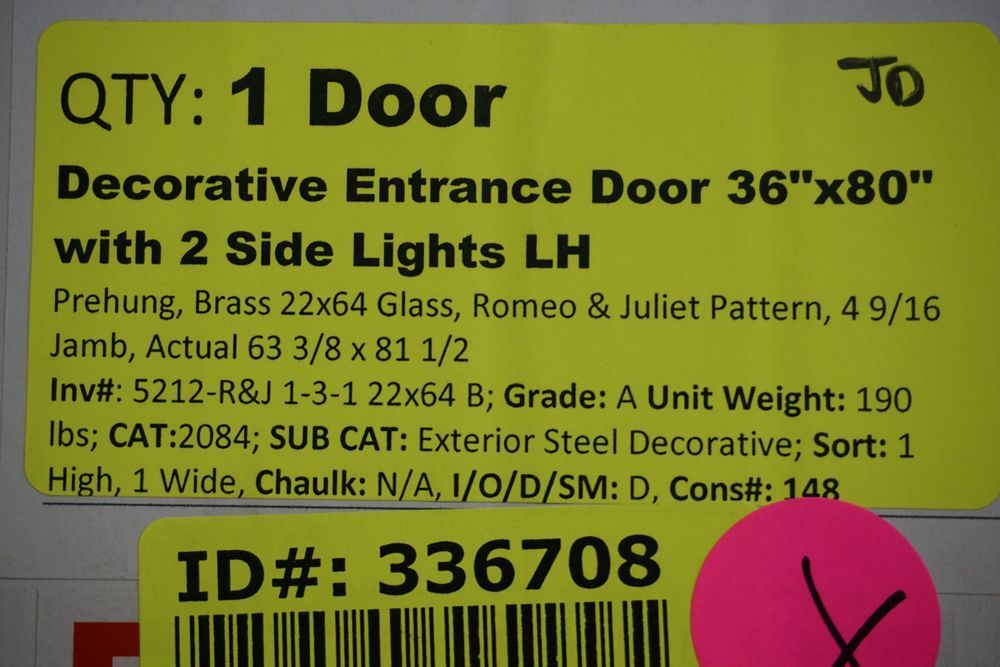 QTY: 1 Door
JD
Decorative Entrance Door 36"x80"
with 2 Side Lights LH
Prehung, Brass 22x64 Glass, Romeo & Juliet Pattern, 4 9/16
Jamb, Actual 63 3/8 x 81 1/2
Inv#: 5212-R&J 1-3-1 22x64 B; Grade: A Unit Weight: 190
lbs; CAT:2084; SUB CAT: Exterior Steel Decorative; Sort: 1
High, 1 Wide, Chaulk: N/A, I/O/D/SM: D, Cons#: 148
ID#: 336708
X